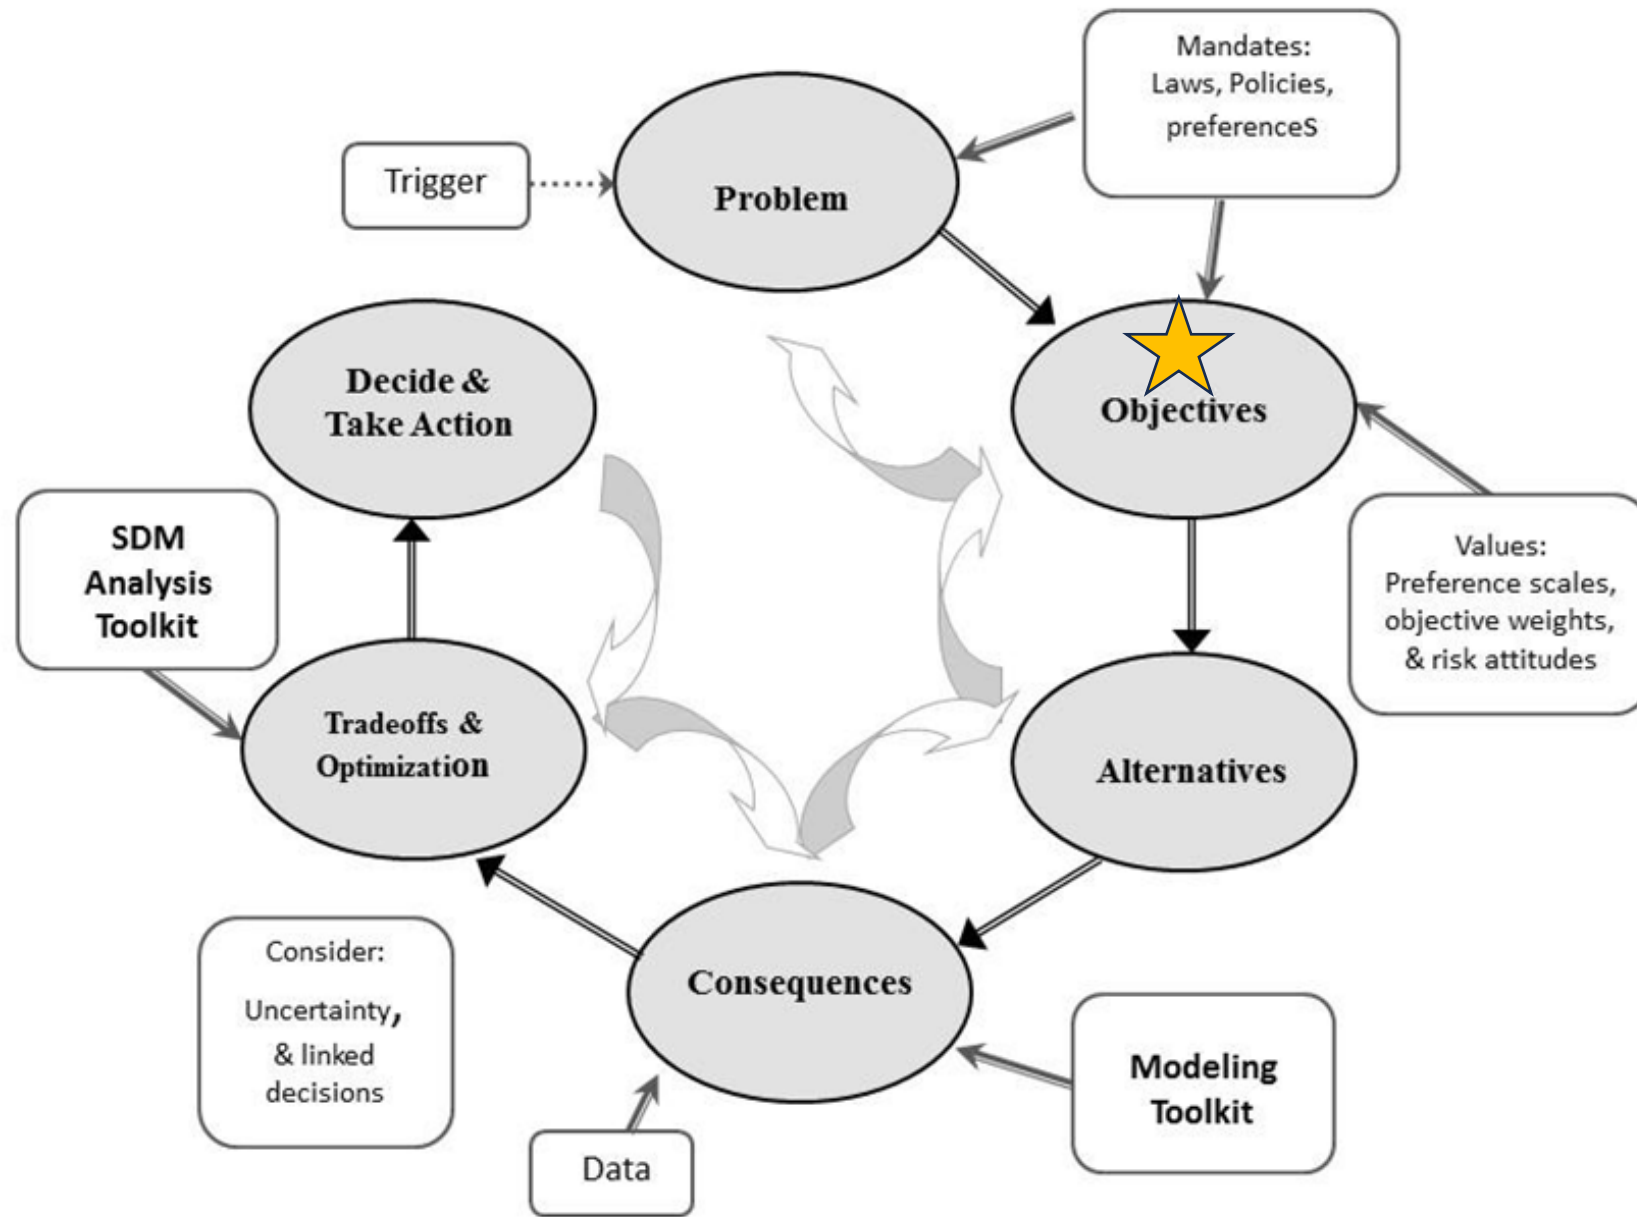 Mandates:
Laws, Policies,
preferences
Trigger
Problem
Decide &
Take Action
Objectives
SDM
Analysis
Toolkit
Values:
Preference scales,
objective weights,
& risk attitudes
Tradeoffs &
Optimization
Alternatives
Consider:
Uncertainty,
& linked
decisions
Consequences
Modeling
Toolkit
Data